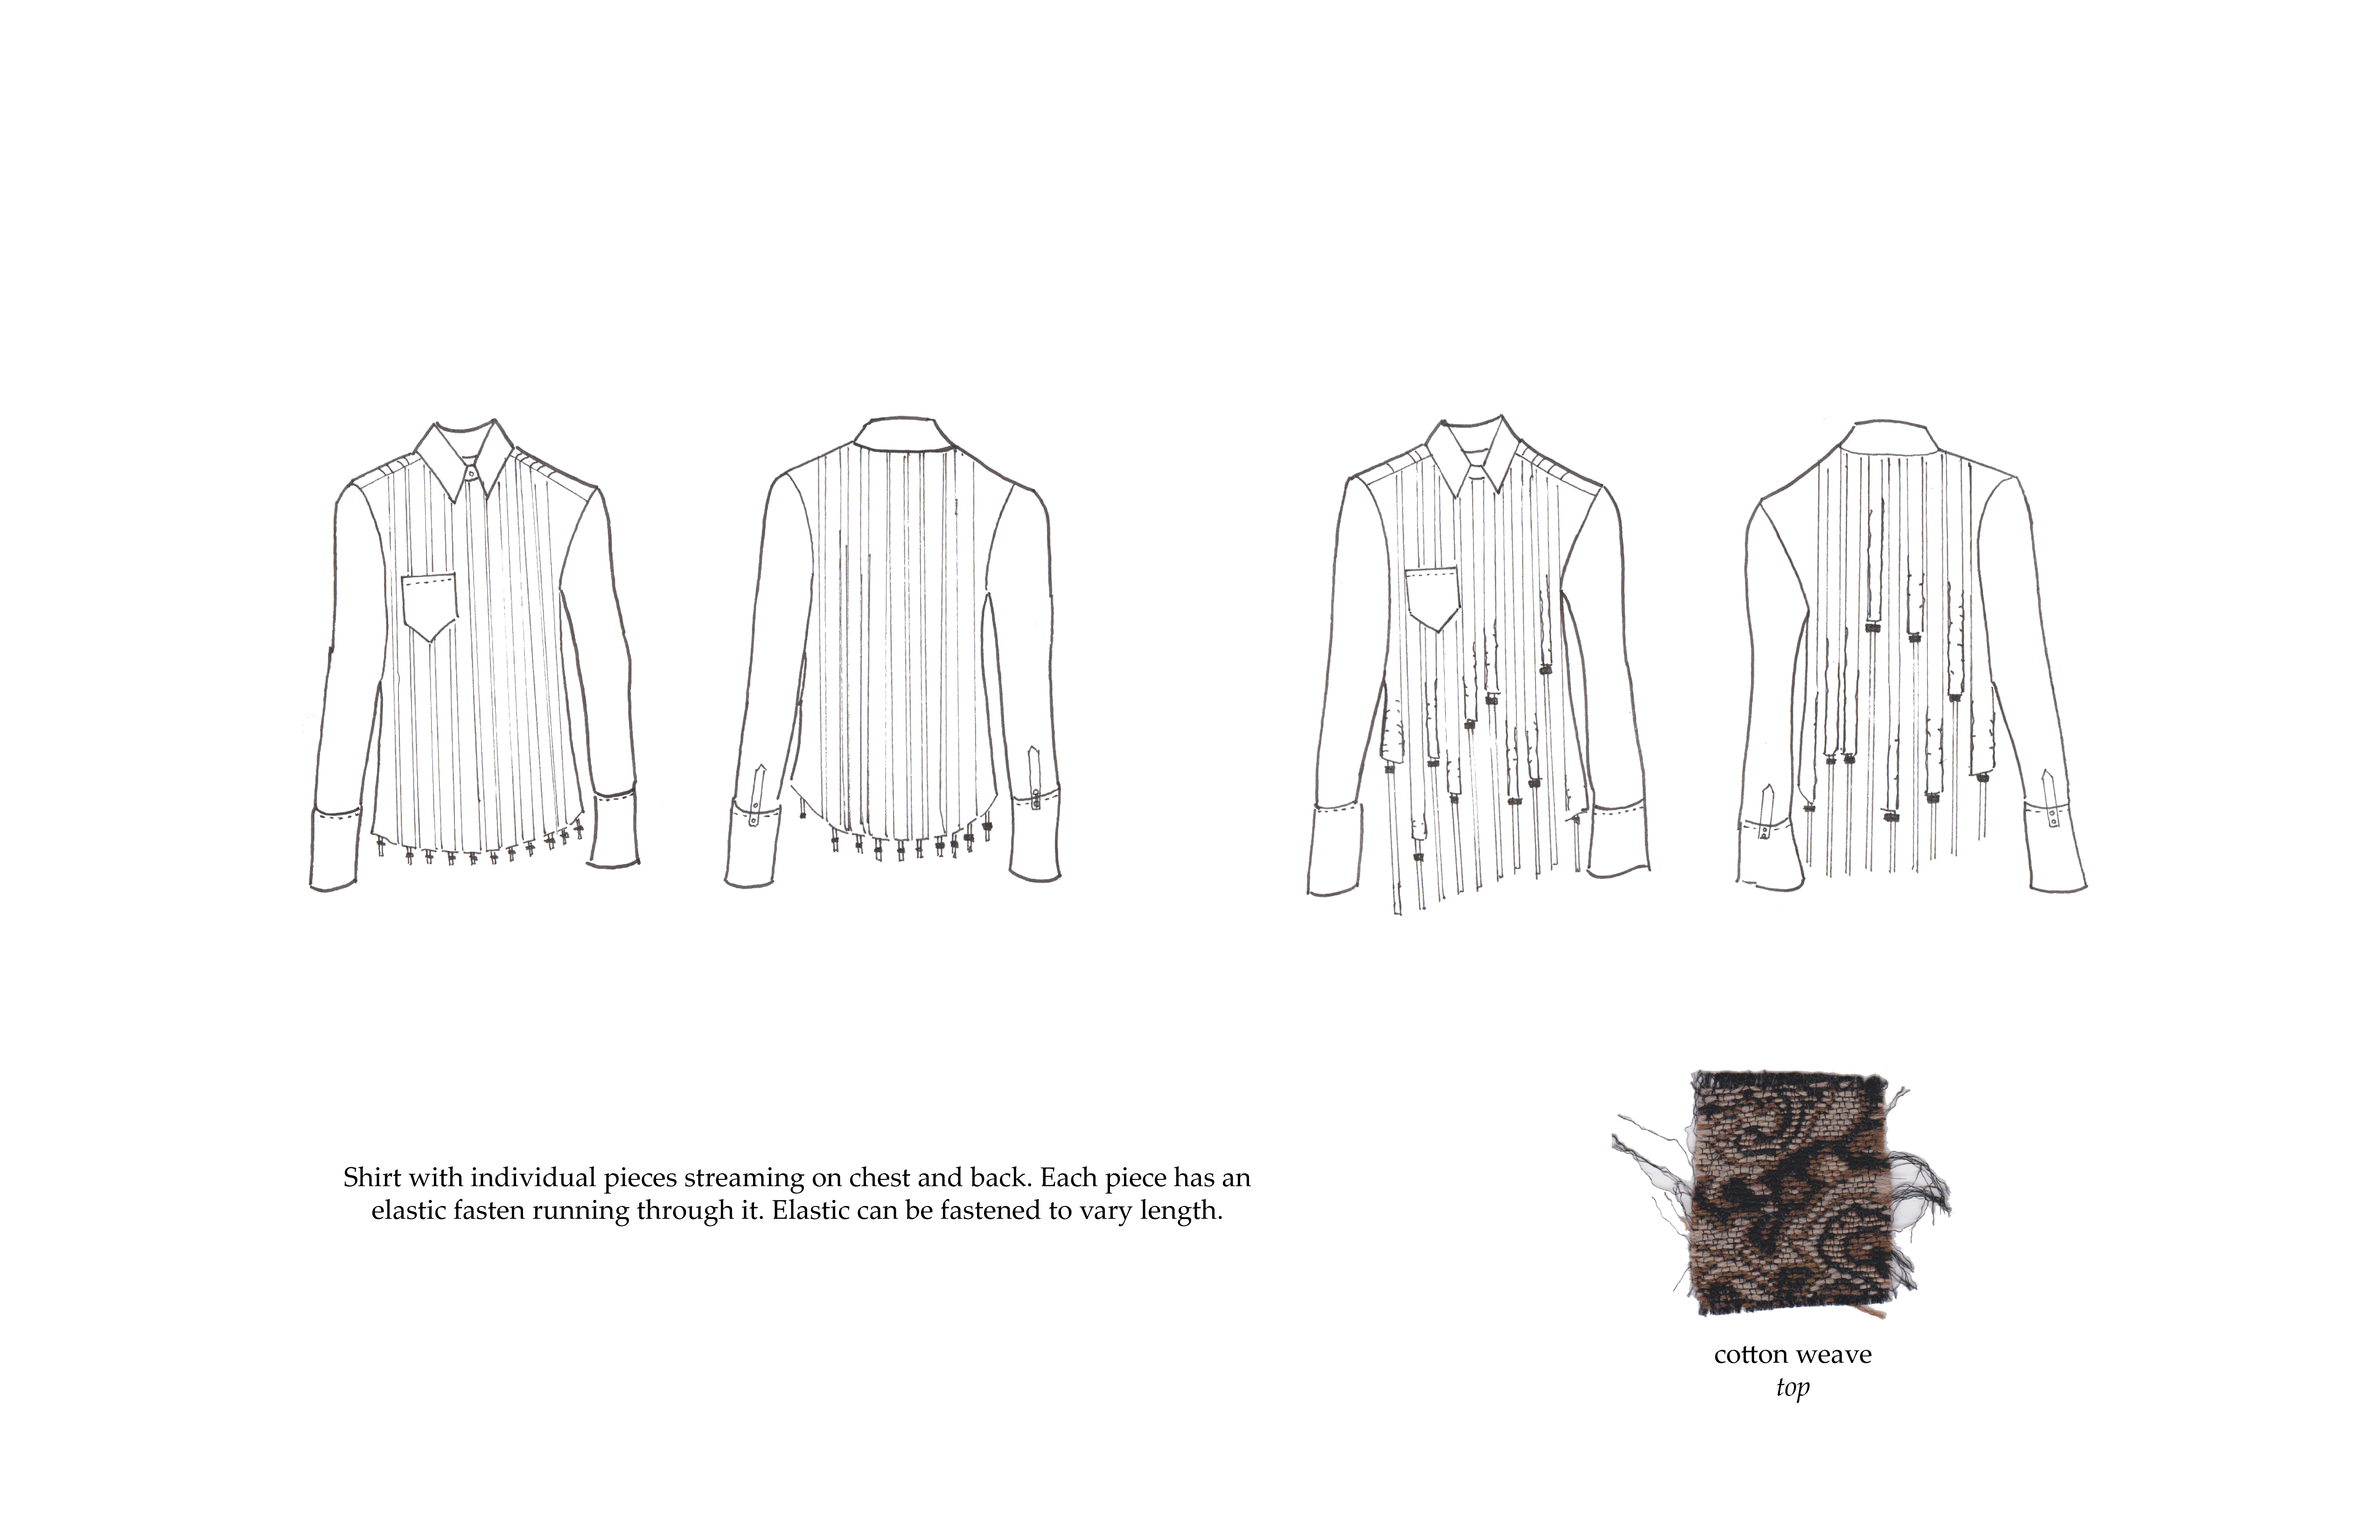 Shirt with individual pieces streaming on chest and back. Each piece has an
elastic fasten running through it. Elastic can be fastened to vary length.
cotton weave
top